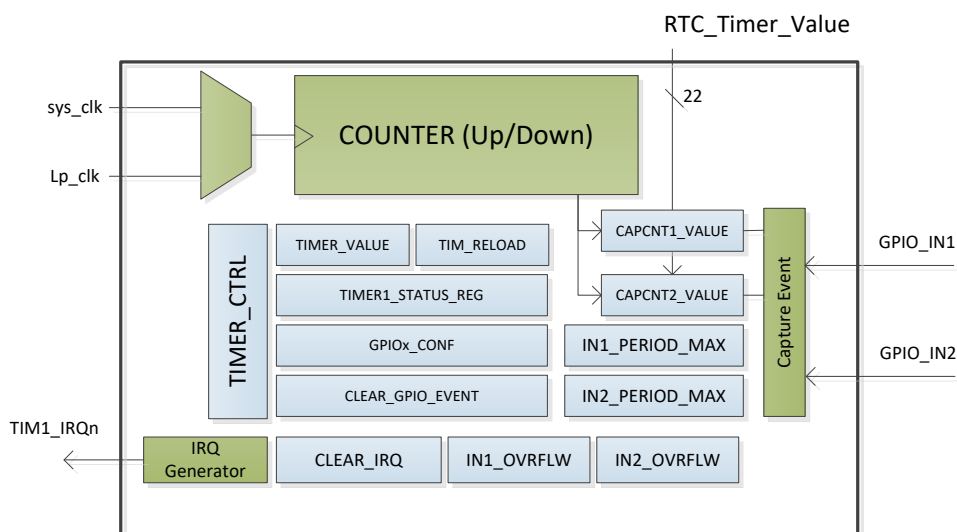 RTC_Timer_Value
22
sys_clk
Lp_clk
COUNTER (Up/Down)
TIMER_CTRL
TIMER_VALUE
TIM_RELOAD
CAPCNT1_VALUE
TIMER1_STATUS_REG
CAPCNT2_VALUE
GPIOx_CONF
IN1_PERIOD_MAX
CLEAR_GPIO_EVENT
IN2_PERIOD_MAX
Capture Event
GPIO_IN1
GPIO_IN2
TIM1_IRQn
IRQ
Generator
CLEAR_IRQ
IN1_OVRFLW
IN2_OVRFLW